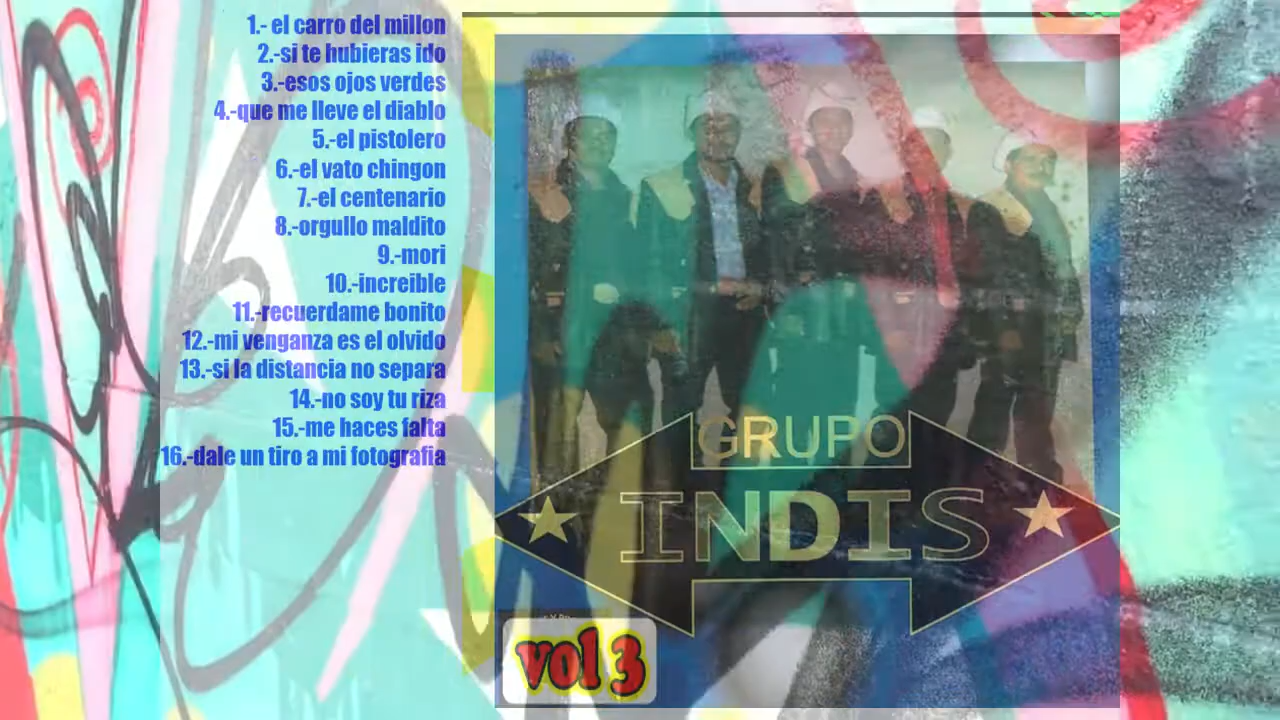 1.- el carro del millon
2.-si te hubieras ido
3.-esos ojos verdes
4.-que me lleve el diablo
5.-el pistolero
6.-el vato chingon
7.-el centenario
8.-orgullo maldito
9.-mori
10.-increible
11.-recuerdame bonito
12.-mi venganza es el olvido
13.-si la distancia no separa
14.-no soy tu riza
15.-me haces falta
16.-dale un tiro a mi fotografia
GRUPO
INDIS
vol 3